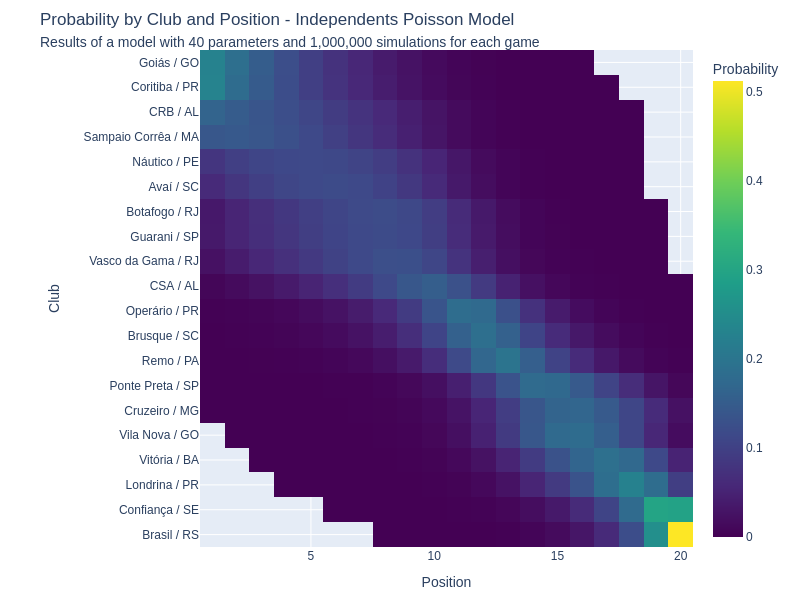 Probability by Club and Position - Independents Poisson Model
Results of a model with 40 parameters and 1,000,000 simulations for each game
Probability
Goiás / GO
Coritiba / PR
CRB / AL
Sampaio Corrêa / MA
Náutico / PE
Avaí / SC
Botafogo / RJ
Guarani / SP
Vasco da Gama / RJ
CSA / AL
Operário / PR
Brusque / SC
Remo / PA
Ponte Preta / SP
Cruzeiro / MG
Vila Nova / GO
Vitória / BA
Londrina / PR
Confiança / SE
Brasil / RS
Club
5
10
15
20
Position
0.5
0.4
0.3
0.2
0.1
0